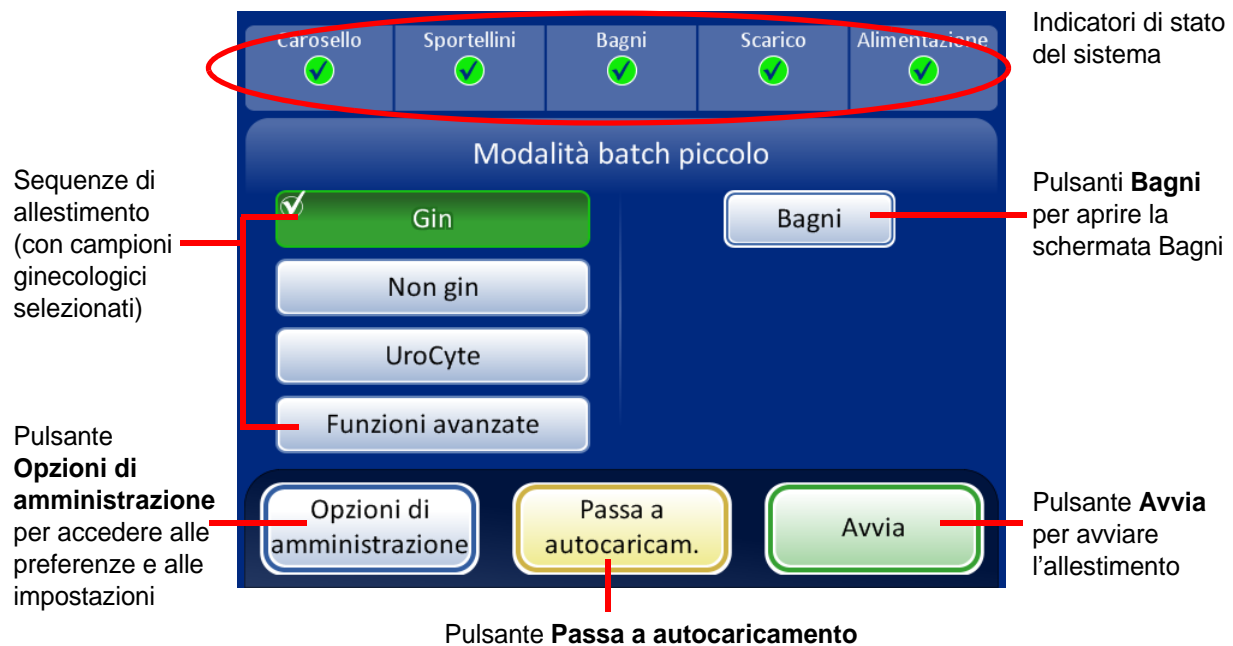 Carosello
Sportellini
Bagni
Scarico
Alimentazione
Indicatori di stato
del sistema
Modalità batch piccolo
Sequenze di
allestimento
(con campioni
ginecologici
selezionati)
Gin
Non gin
UroCyte
Funzioni avanzate
Bagni
Pulsanti Bagni
per aprire la
schermata Bagni
Pulsante
Opzioni di
amministrazione
per accedere alle
preferenze e alle
impostazioni
Opzioni di
amministrazione
Passa a
autocaricam.
Avvia
Pulsante Avvia
per avviare
l’allestimento
Pulsante Passa a autocaricamento